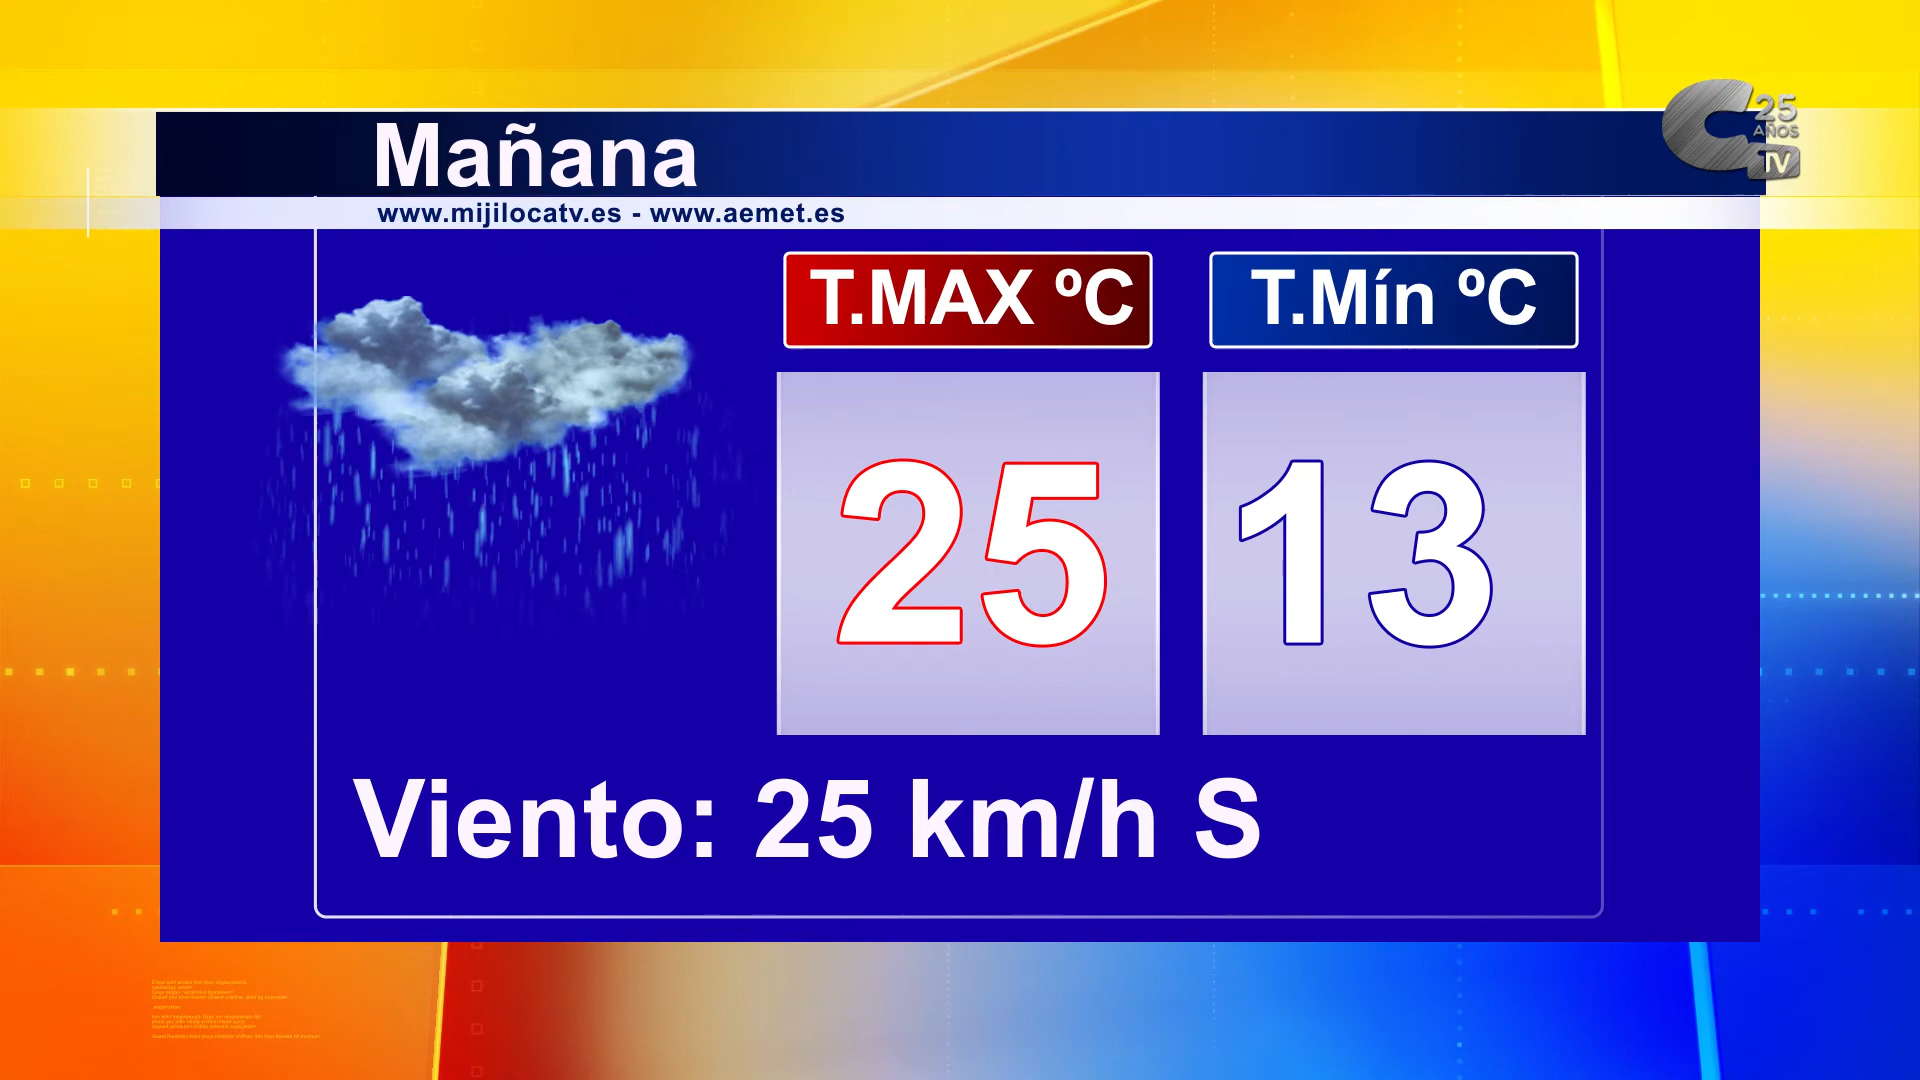 Mañana
25
AÑOS
TV
www.mijilocatv.es - www.aemet.es
T.MAX ºC
T.Mín ºC
25
13
Viento: 25 km/h S